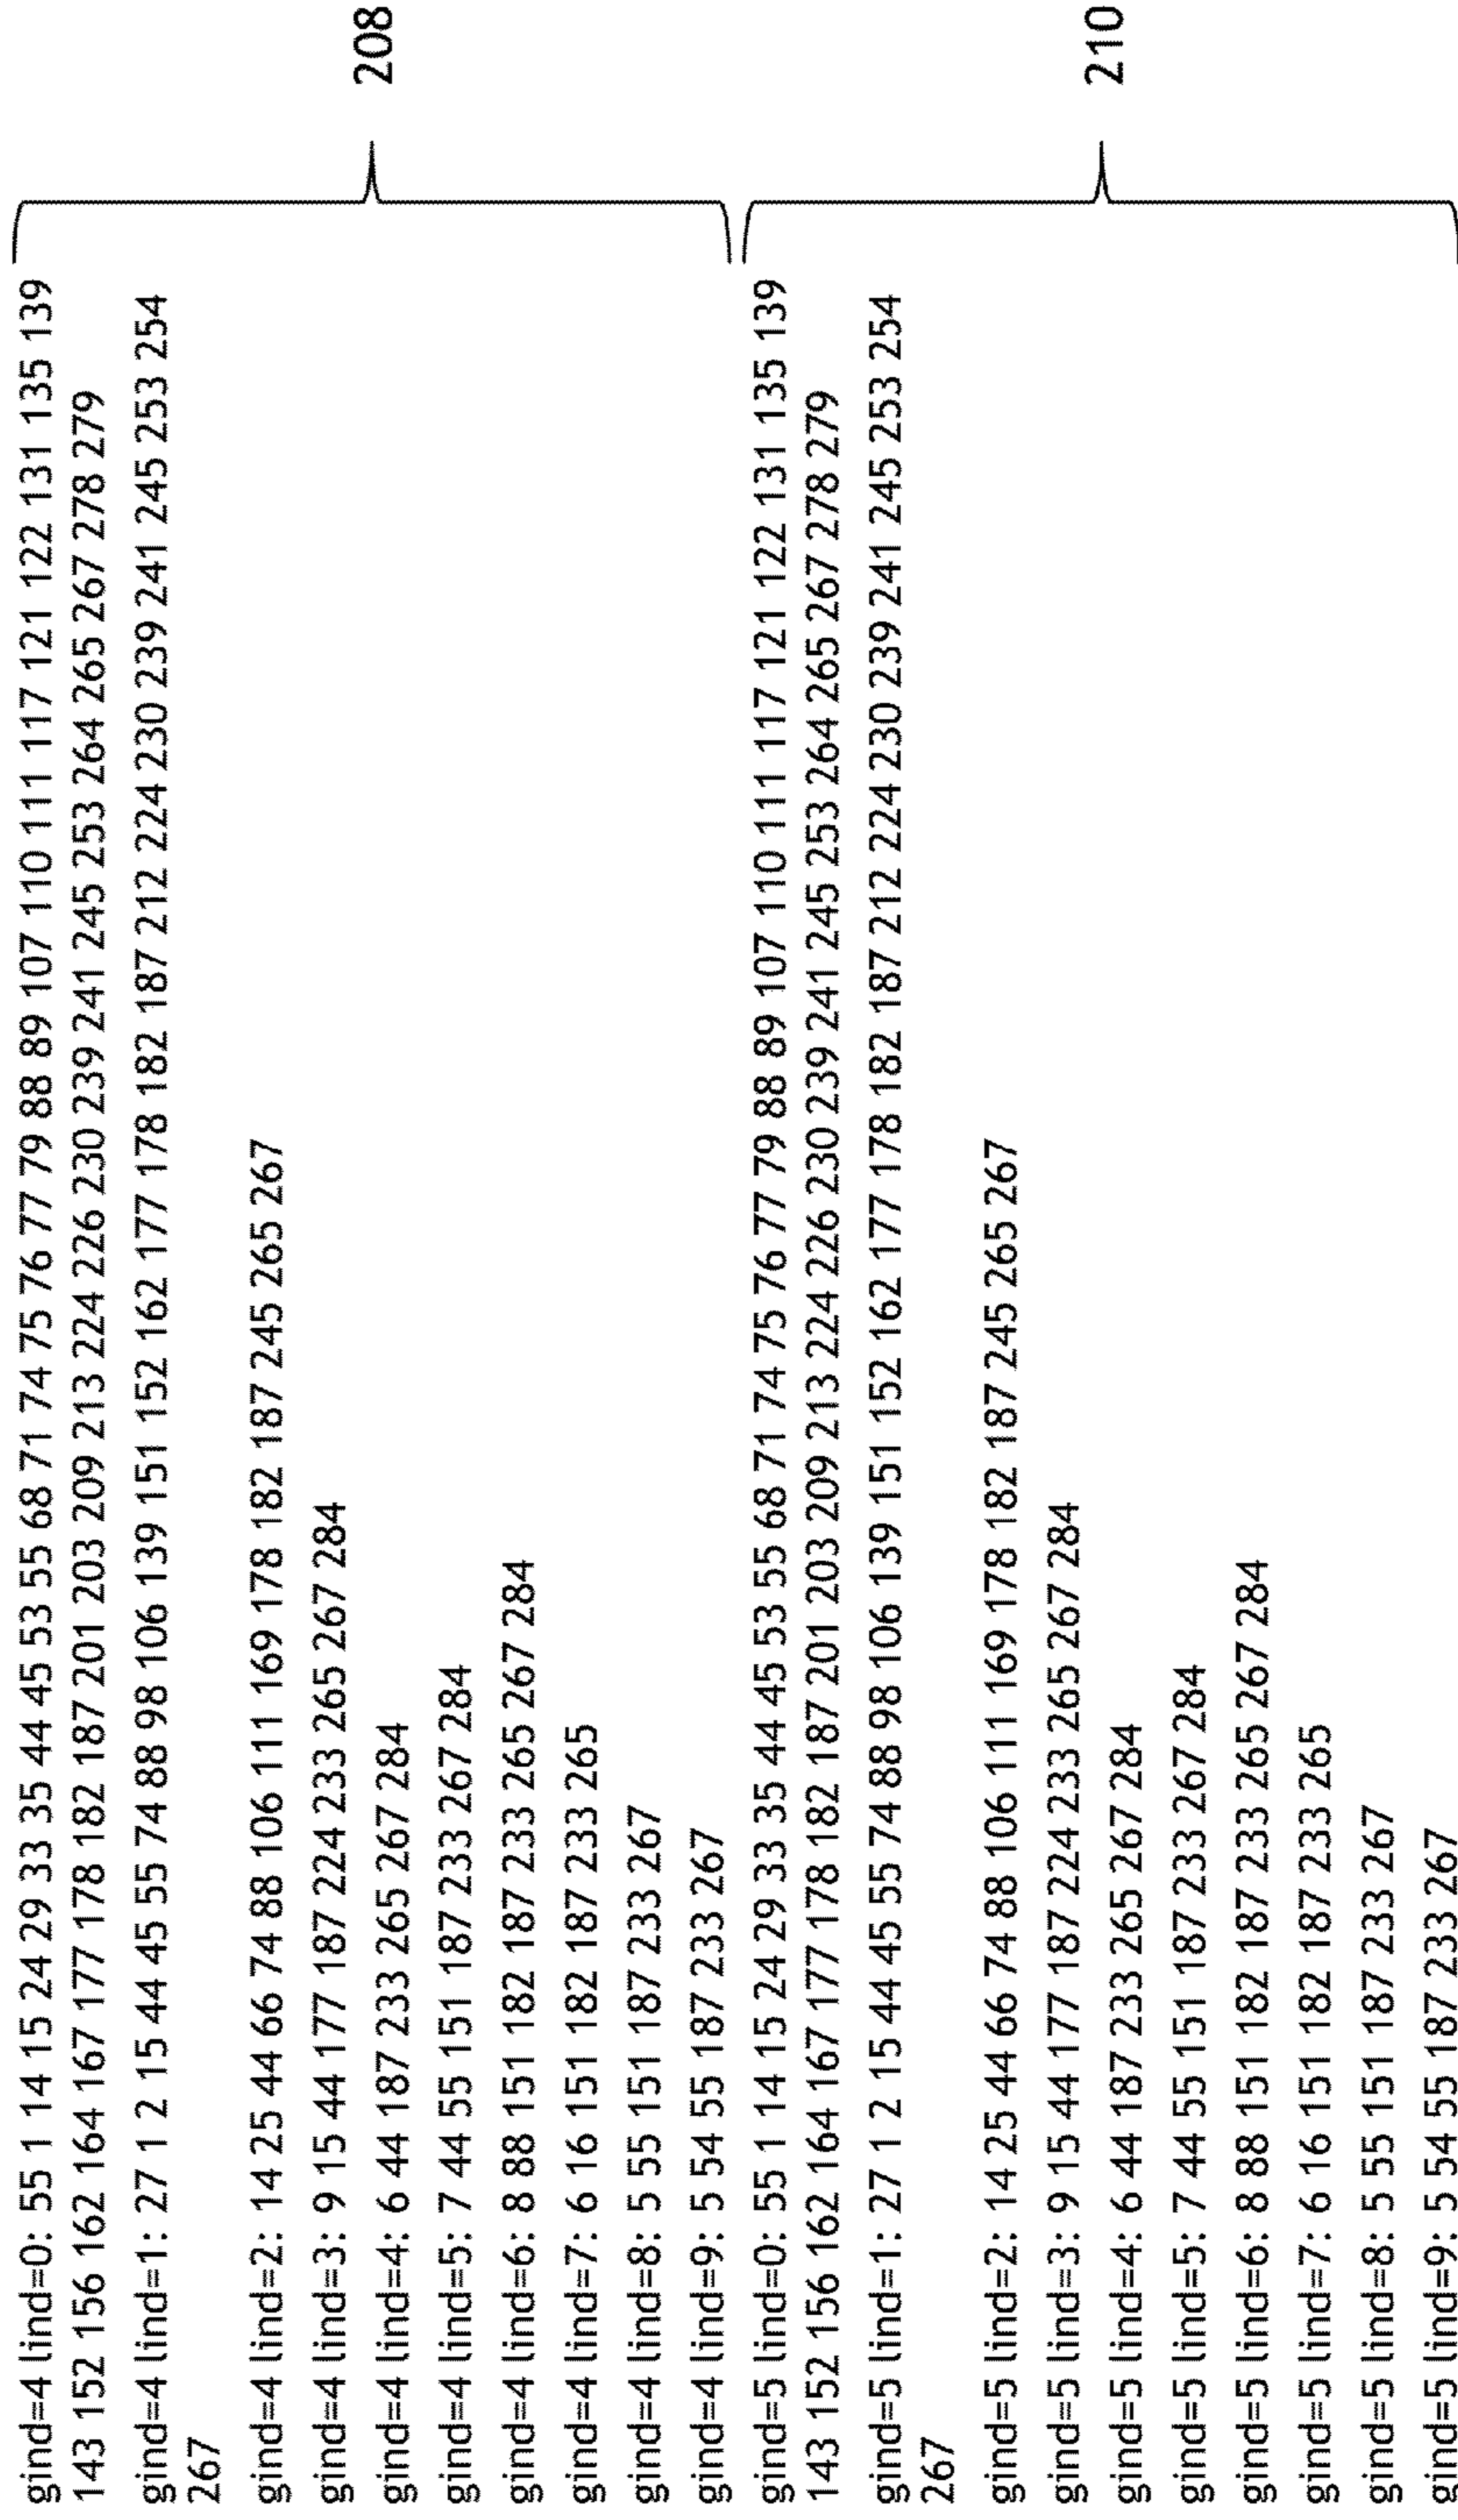 gind=4 lind=0: 55 1 14 15 24 29 33 35 44 45 53 55 68 71 74 75 76 77 79 88 89 107 110 111 117 121 122 131 135 139
143 152 156 162 164 167 177 178 182 187 201 203 209 213 224 226 230 239 241 245 253 264 265 267 278 279
gind=4 lind=1: 27 1 2 15 44 45 55 74 88 98 106 139 151 152 162 177 178 182 187 212 224 230 239 241 245 253 254
267
gind=4 lind=2: 14 25 44 66 74 88 106 111 169 178 182 187 245 265 267
gind=4 lind=3: 9 15 44 177 187 224 233 265 267 284
gind=4 lind=4: 6 44 187 233 265 267 284
gind=4 lind=5: 7 44 55 151 187 233 267 284
gind=4 lind=6: 8 88 151 182 187 233 265 267 284
gind=4 lind=7: 6 16 151 182 187 233 265
gind=4 lind=8: 5 55 151 187 233 267
gind=4 lind=9: 5 54 55 187 233 267
208
gind=5 lind=0: 55 1 14 15 24 29 33 35 44 45 53 55 68 71 74 75 76 77 79 88 89 107 110 111 117 121 122 131 135 139
143 152 156 162 164 167 177 178 182 187 201 203 209 213 224 226 230 239 241 245 253 264 265 267 278 279
gind=5 lind=1: 27 1 2 15 44 45 55 74 88 98 106 139 151 152 162 177 178 182 187 212 224 230 239 241 245 253 254
267
gind=5 lind=2: 14 25 44 66 74 88 106 111 169 178 182 187 245 265 267
gind=5 lind=3: 9 15 44 177 187 224 233 265 267 284
gind=5 lind=4: 6 44 187 233 265 267 284
gind=5 lind=5: 7 44 55 151 187 233 267 284
gind=5 lind=6: 8 88 151 182 187 233 265 267 284
gind=5 lind=7: 6 16 151 182 187 233 265
gind=5 lind=8: 5 55 151 187 233 267
gind=5 lind=9: 5 54 55 187 233 267
210